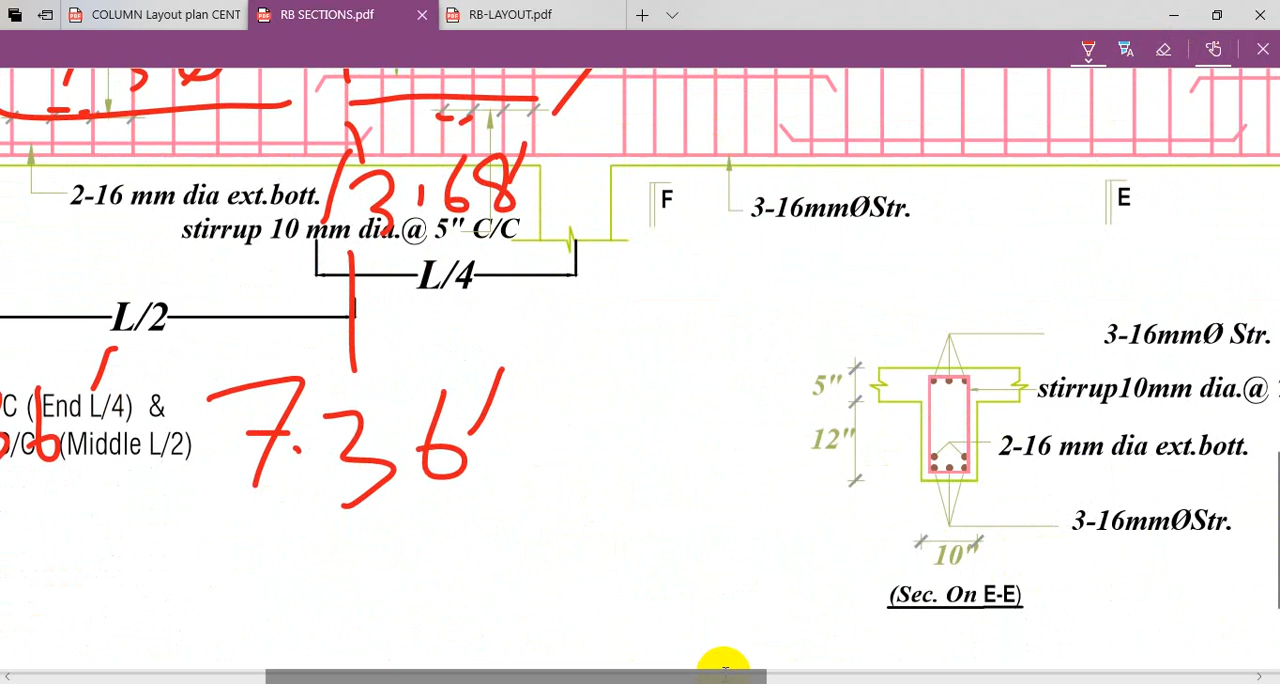 COLUMN Layout plan CENT
RB SECTIONS.pdf
RB-LAYOUT.pdf
2-16 mm dia ext.bott.
3.68'
stirrup 10 mm dia.@ 5" C/C
F
3-16mmØStr.
E
L/4
L/2
7.36'
C (End L/4) &
(Middle L/2)
3-16mmØ Str.
5"
stirrup10mm dia.@
12"
2-16 mm dia ext.bott.
3-16mmØStr.
10"
(Sec. On E-E)